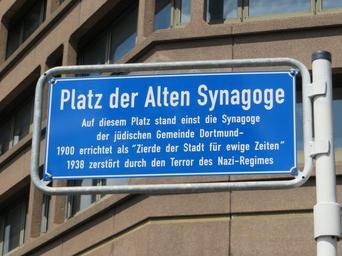 Platz der Alten Synagoge
Auf diesem Platz stand einst die Synagoge
der jüdischen Gemeinde Dortmund-
1900 errichtet als "Zierde der Stadt für ewige Zeiten"
1938 zerstört durch den Terror des Nazi-Regimes